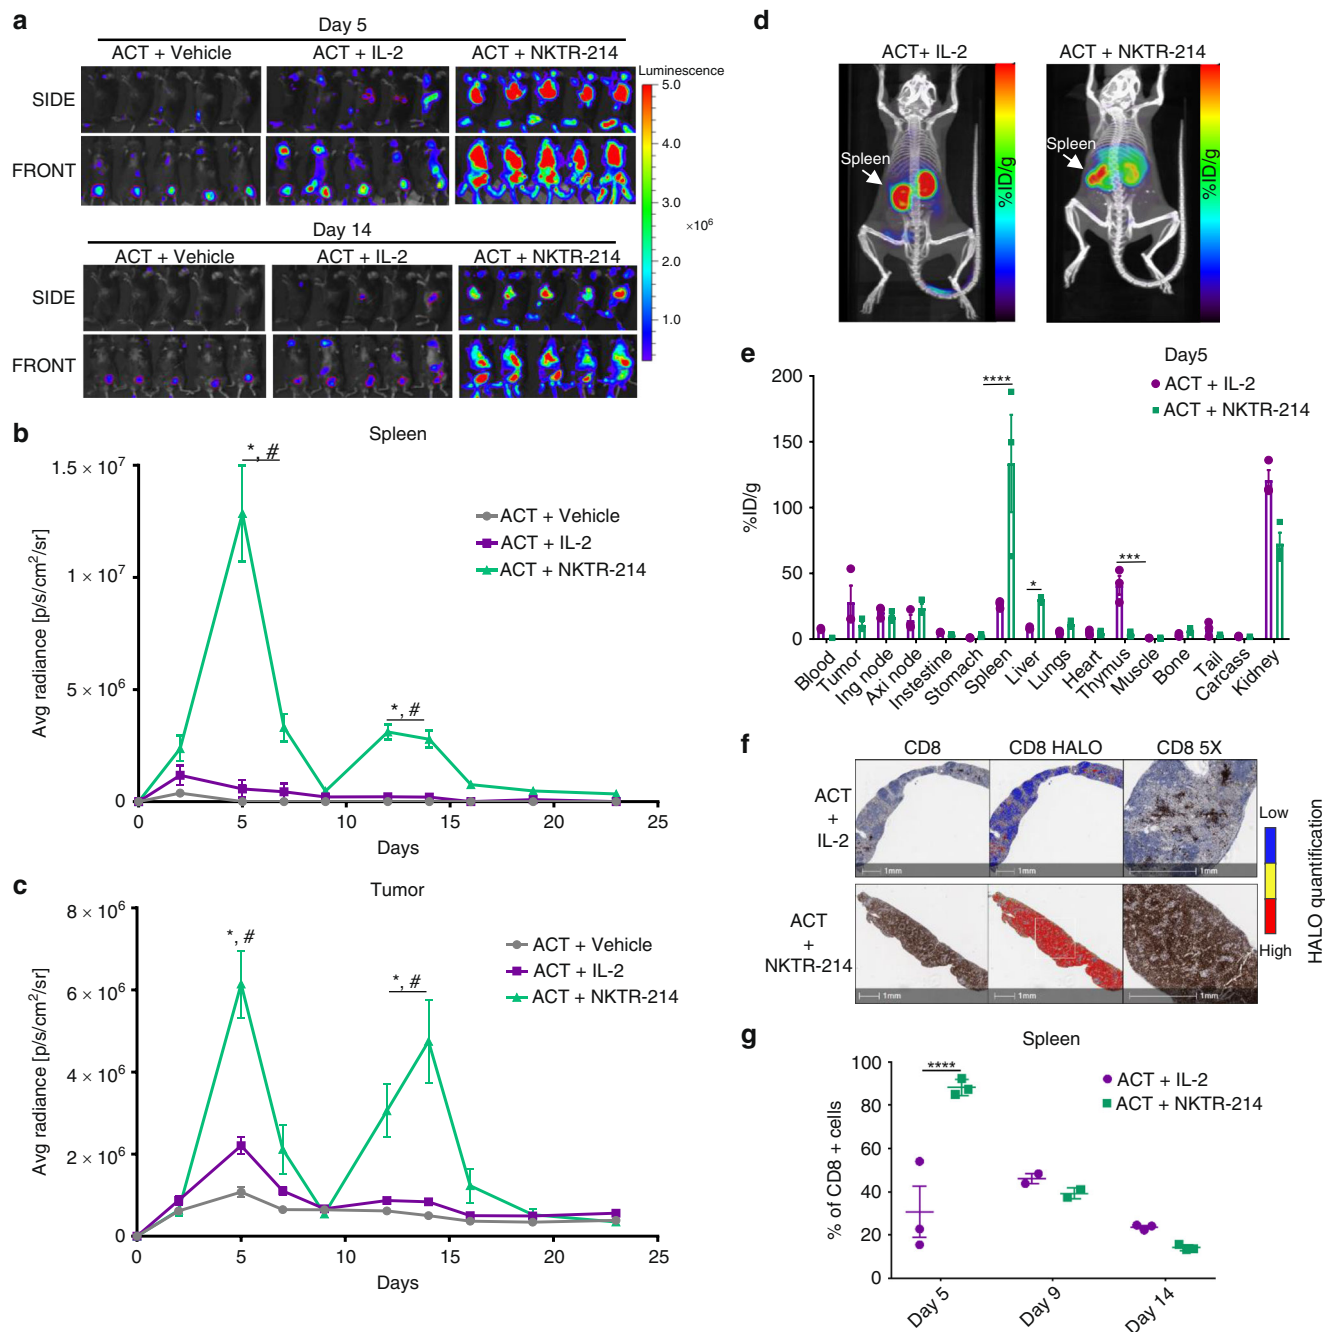 a
Day 5
ACT + Vehicle
ACT + IL-2
ACT + NKTR-214
SIDE
FRONT
Luminescence
5.0
4.0
3.0
×10⁶
2.0
1.0
Day 14
ACT + Vehicle
ACT + IL-2
ACT + NKTR-214
SIDE
FRONT
b
Spleen
Avg radiance [p/s/cm²/sr]
1.5 × 10⁷
1 × 10⁷
5 × 10⁶
0
*, #
*, #
ACT + Vehicle
ACT + IL-2
ACT + NKTR-214
0 5 10 15 20 25
Days
c
Tumor
Avg radiance [p/s/cm²/sr]
8 × 10⁶
6 × 10⁶
4 × 10⁶
2 × 10⁶
0
*, #
*, #
ACT + Vehicle
ACT + IL-2
ACT + NKTR-214
0 5 10 15 20 25
Days
d
ACT+ IL-2
ACT + NKTR-214
Spleen
%ID/g
Spleen
%ID/g
e
Day5
ACT + IL-2
ACT + NKTR-214
%ID/g
200
150
100
50
0
****
*
***
Blood
Tumor
Ing node
Axi node
Instestine
Stomach
Spleen
Liver
Lungs
Heart
Thymus
Muscle
Bone
Tail
Carcass
Kidney
f
CD8
CD8 HALO
CD8 5X
ACT
+
IL-2
1mm
1mm
1mm
ACT
+
NKTR-214
1mm
1mm
1mm
Low
High
HALO quantification
g
Spleen
% of CD8 + cells
100
80
60
40
20
0
****
ACT + IL-2
ACT + NKTR-214
Day 5
Day 9
Day 14